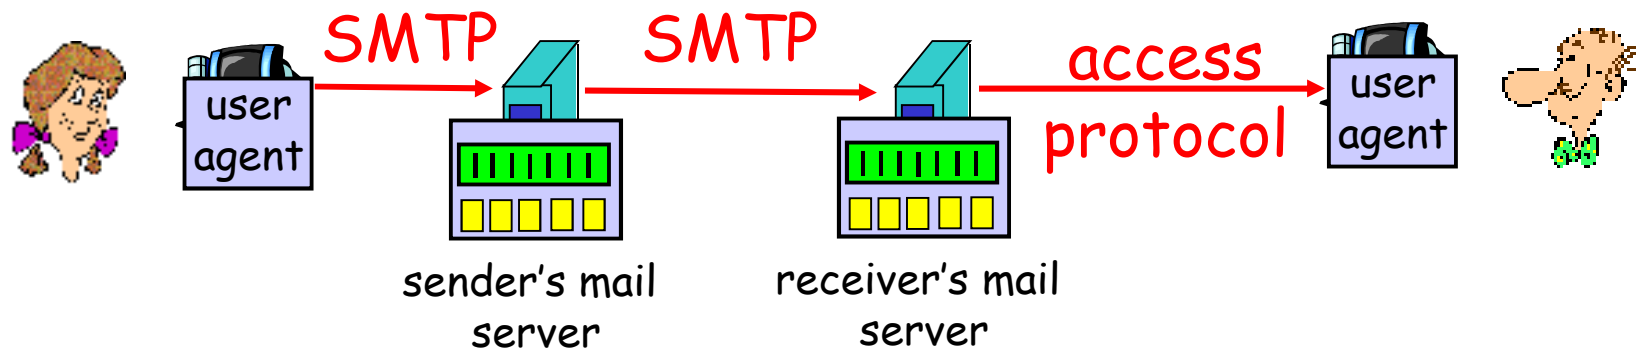 SMTP
SMTP
access
protocol
user
agent
user
agent
sender's mail
server
receiver's mail
server